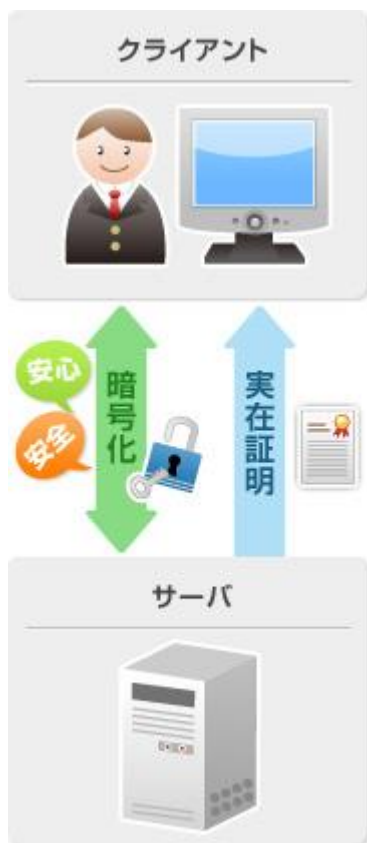 クライアント
安心
安全
暗号化
実在証明
サーバ